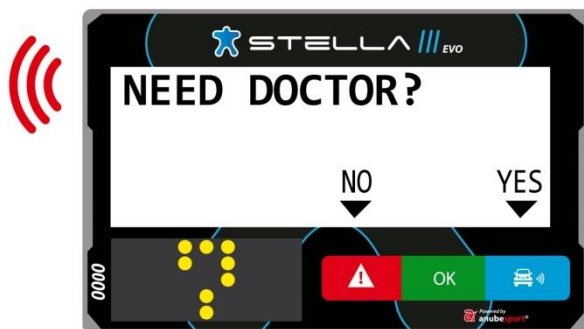 STELLA III EVO
NEED DOCTOR?
NO YES
0000
?
OK
Powered by
anubesport®